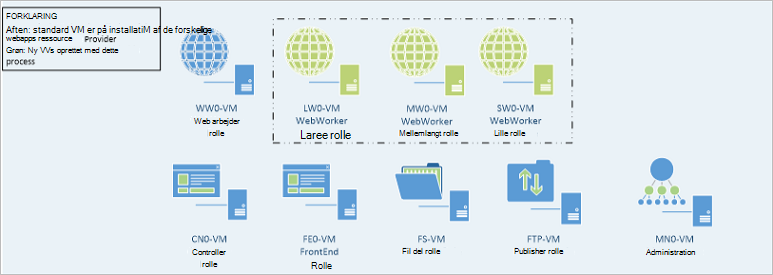 FORKLARING
Aften: standard VM er på installatiM af de forskellige
webapps ressource Provider
Grøn: Ny VVs oprettet med dette
process
WW0-VM
Web arbejder
rolle
LW0-VM
WebWorker
Laree rolle
MW0-VM
WebWorker
Mellemlangt rolle
SW0-VM
WebWorker
Lille rolle
CN0-VM
Controller
rolle
FE0-VM
FrontEnd
Rolle
FS-VM
Fil del rolle
FTP-VM
Publisher rolle
MN0-VM
Administration